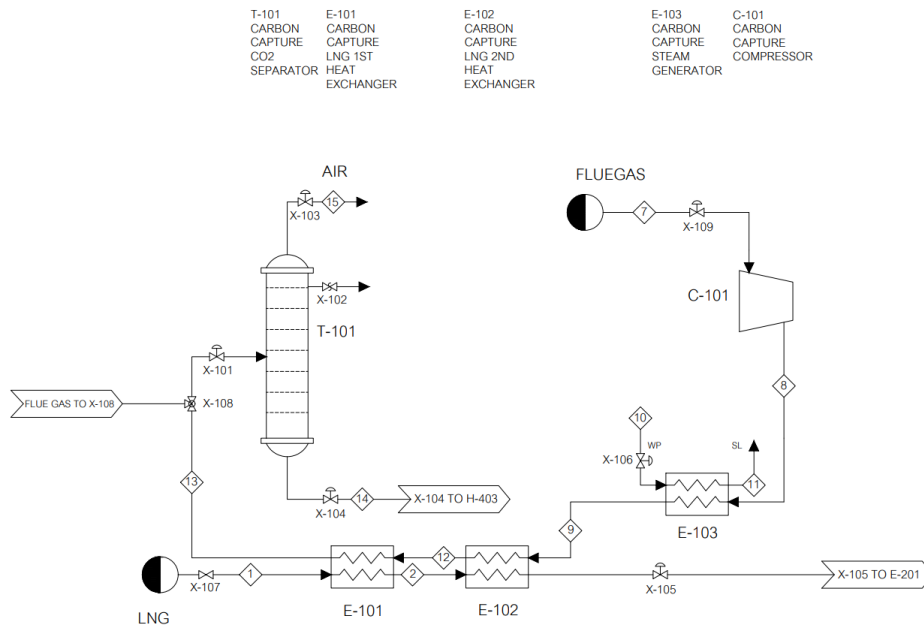 T-101
CARBON
CAPTURE
CO2
SEPARATOR
E-101
CARBON
CAPTURE
LNG 1ST
HEAT
EXCHANGER
E-102
CARBON
CAPTURE
LNG 2ND
HEAT
EXCHANGER
E-103
CARBON
CAPTURE
STEAM
GENERATOR
C-101
CARBON
CAPTURE
COMPRESSOR
AIR
15
X-103
FLUEGAS
7
X-109
X-102
C-101
T-101
X-101
8
FLUE GAS TO X-108
X-108
10
WP
SL
X-106
11
13
14
X-104 TO H-403
X-104
E-103
9
12
LNG
X-107
1
2
E-101
E-102
X-105
X-105 TO E-201